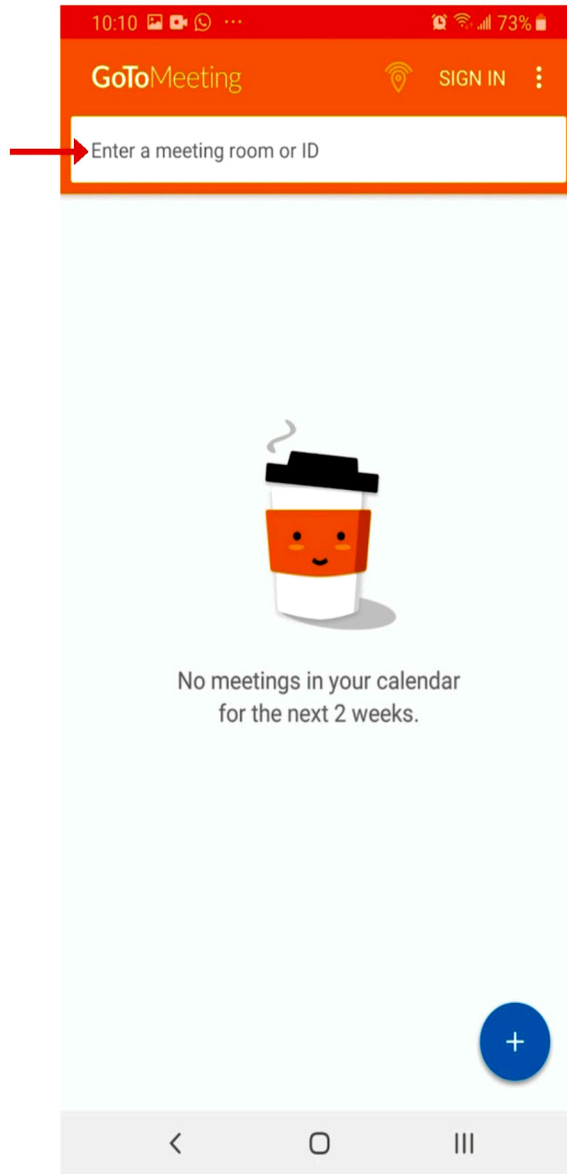 10:10 ... 73%
GoToMeeting SIGN IN
Enter a meeting room or ID
No meetings in your calendar
for the next 2 weeks.
+